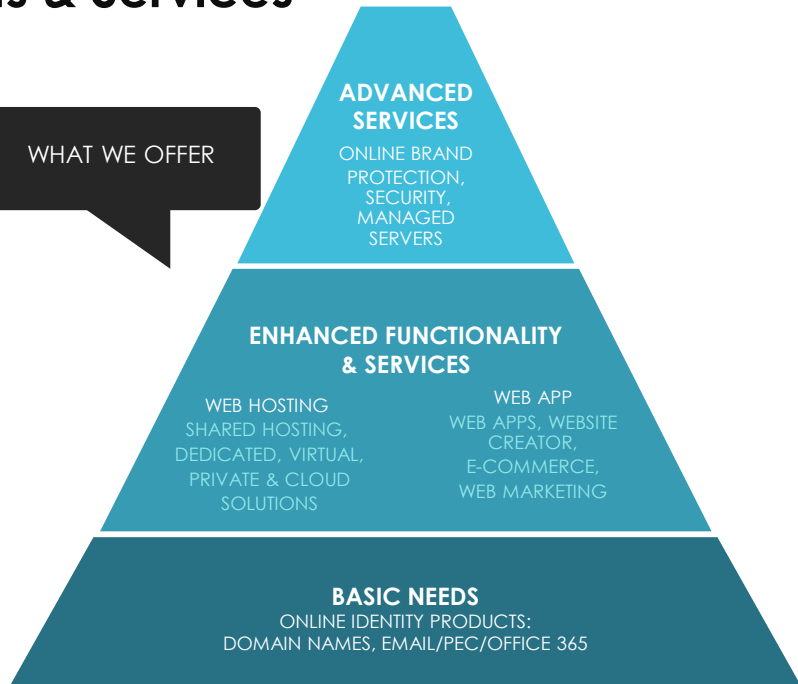 & Services
WHAT WE OFFER
ADVANCED
SERVICES
ONLINE BRAND
PROTECTION,
SECURITY,
MANAGED
SERVERS
ENHANCED FUNCTIONALITY
& SERVICES
WEB HOSTING
SHARED HOSTING,
DEDICATED, VIRTUAL,
PRIVATE & CLOUD
SOLUTIONS
WEB APP
WEB APPS, WEBSITE
CREATOR,
E-COMMERCE,
WEB MARKETING
BASIC NEEDS
ONLINE IDENTITY PRODUCTS:
DOMAIN NAMES, EMAIL/PEC/OFFICE 365